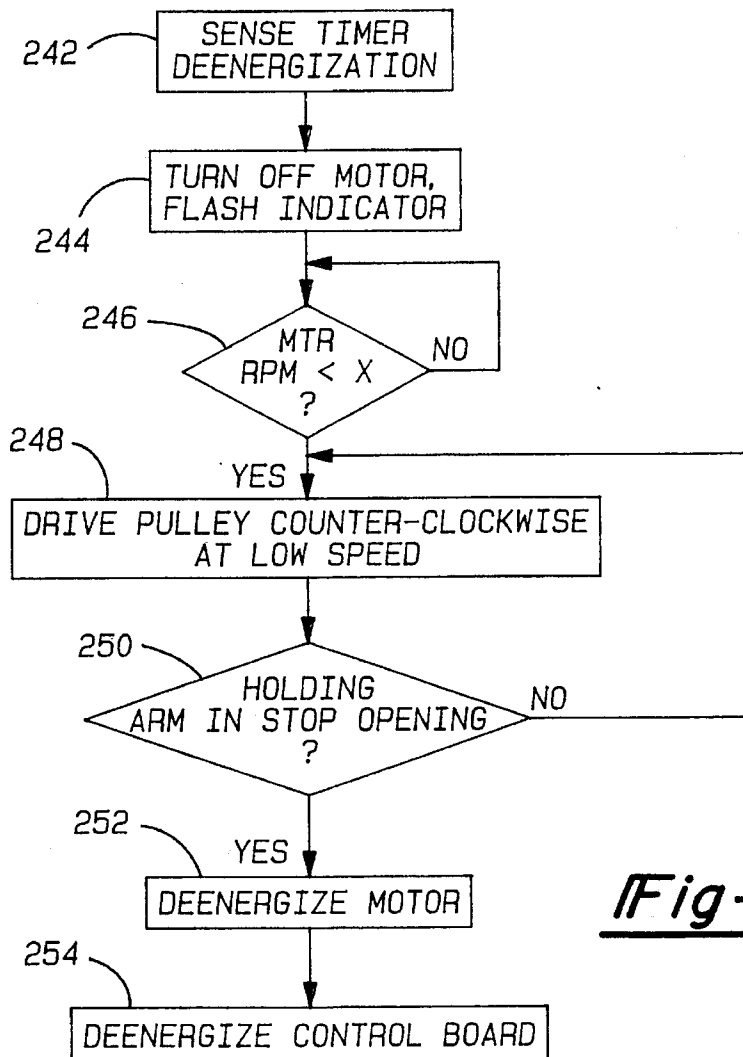 242
SENSE TIMER
DEENERGIZATION
TURN OFF MOTOR,
FLASH INDICATOR
244
246
MTR
RPM < X
?
NO
248
YES
DRIVE PULLEY COUNTER-CLOCKWISE
AT LOW SPEED
250
HOLDING
ARM IN STOP OPENING
?
NO
252
YES
DEENERGIZE MOTOR
Fig-
254
DEENERGIZE CONTROL BOARD